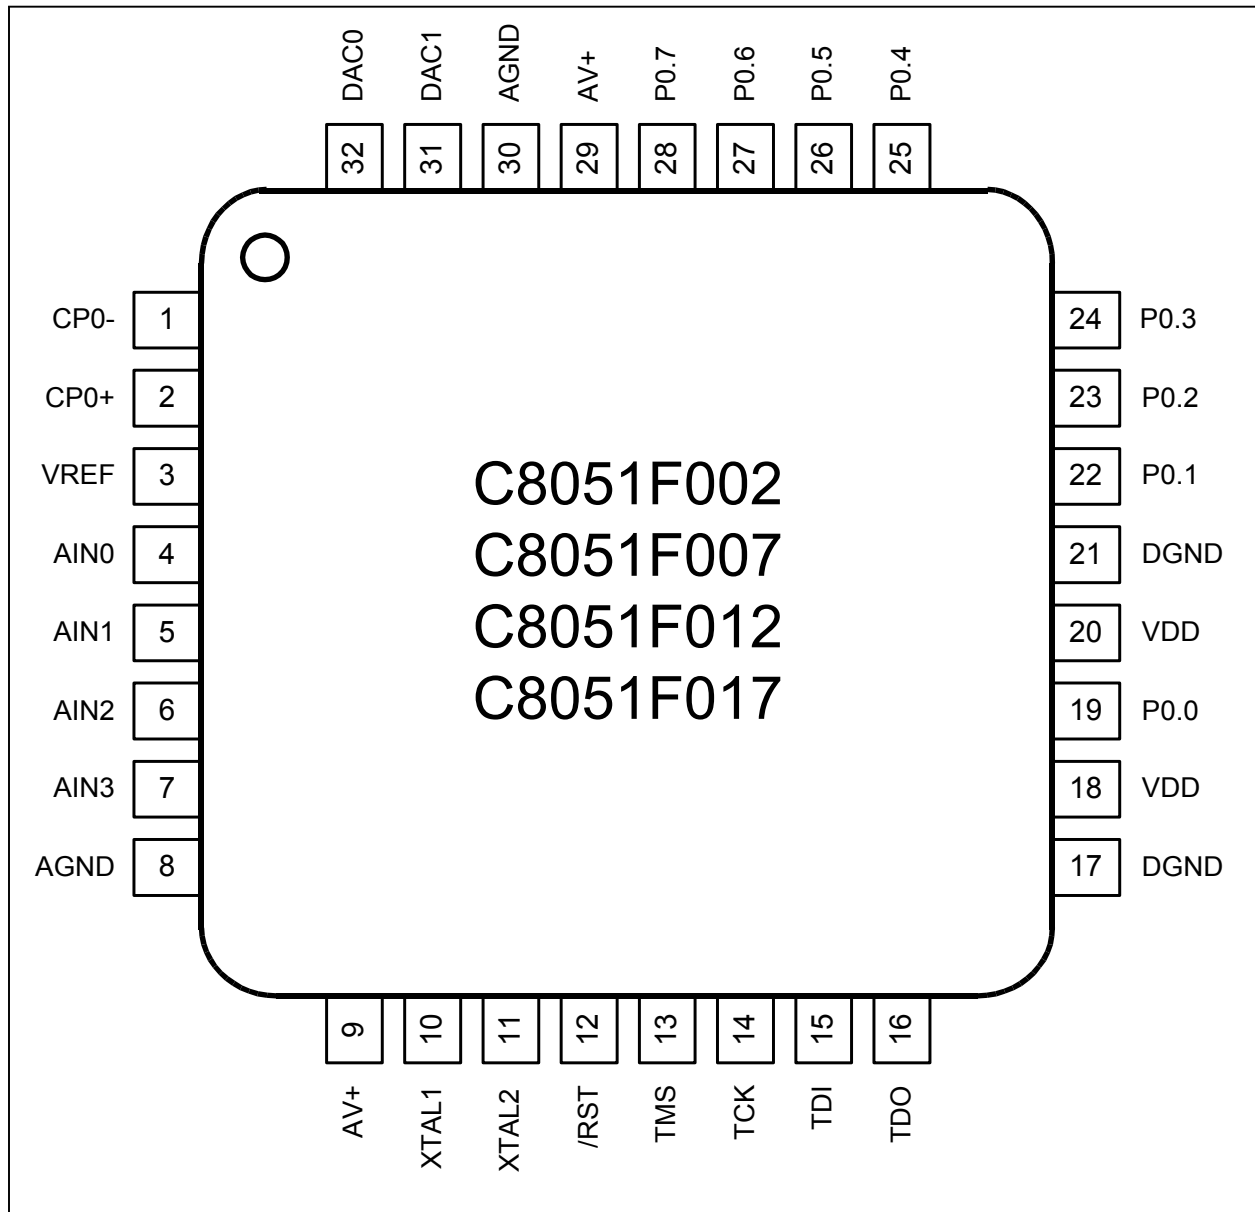 DAC0 DAC1 AGND AV+ P0.7 P0.6 P0.5 P0.4
32 31 30 29 28 27 26 25
CP0- 1 24 P0.3
CP0+ 2 23 P0.2
VREF 3 22 P0.1
C8051F002
AIN0 4 21 DGND
C8051F007
AIN1 5 20 VDD
C8051F012
AIN2 6 19 P0.0
C8051F017
AIN3 7 18 VDD
AGND 8 17 DGND
9 10 11 12 13 14 15 16
AV+ XTAL1 XTAL2 /RST TMS TCK TDI TDO